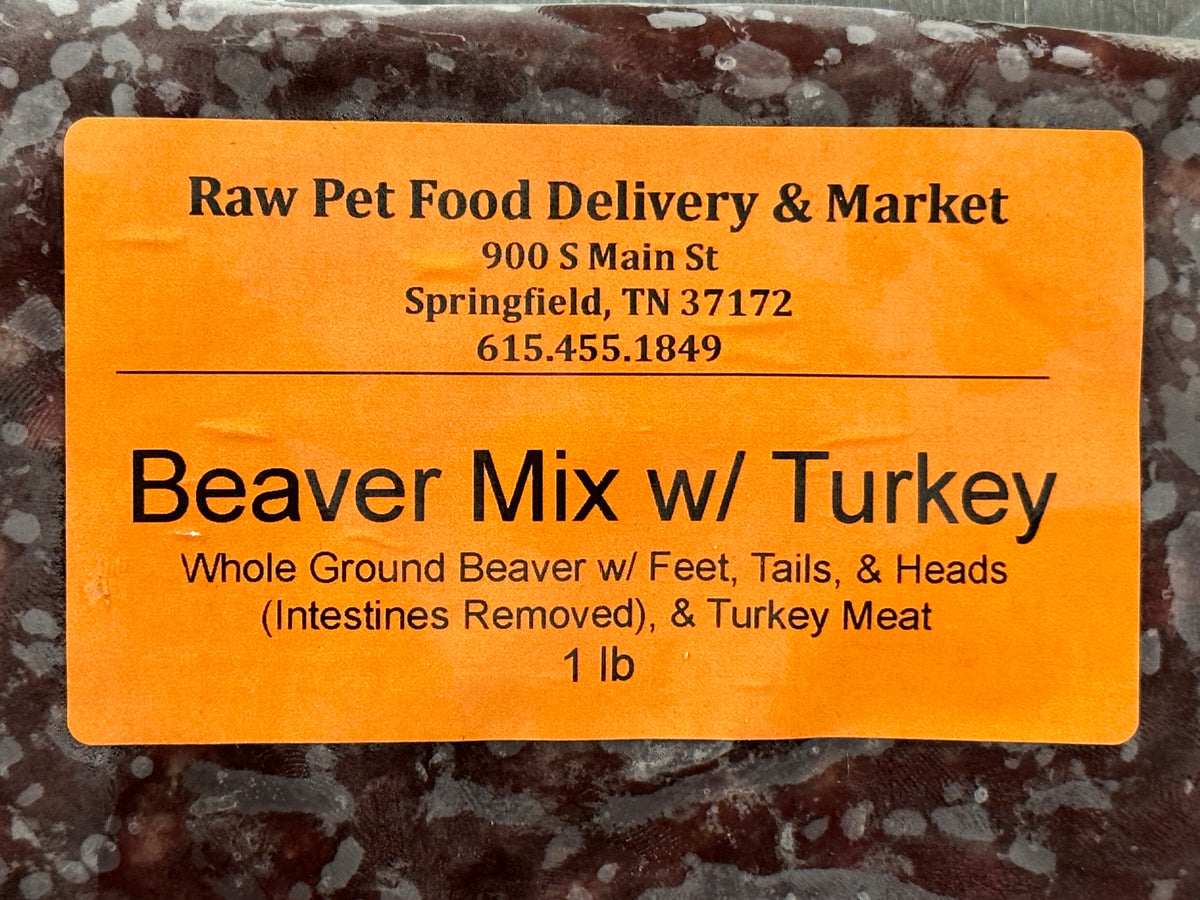 Raw Pet Food Delivery & Market
900 S Main St
Springfield, TN 37172
615.455.1849
Beaver Mix w/ Turkey
Whole Ground Beaver w/ Feet, Tails, & Heads
(Intestines Removed), & Turkey Meat
1 lb